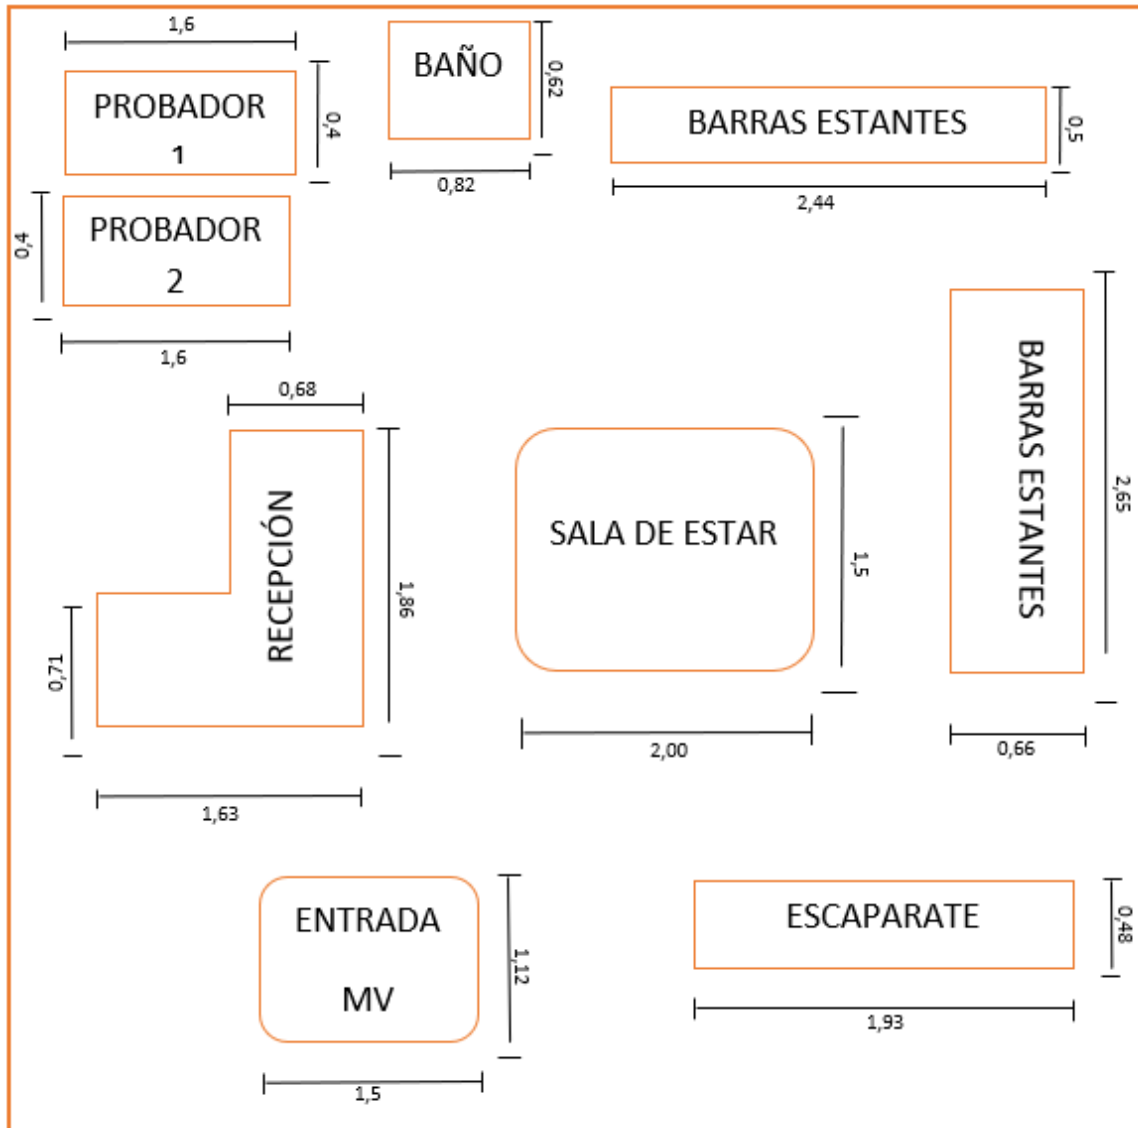 1,6
PROBADOR
1
0,4
BAÑO
0,62
0,82
BARRAS ESTANTES
0,5
2,44
PROBADOR
2
0,4
1,6
0,68
RECEPCIÓN
1,86
0,71
1,63
SALA DE ESTAR
1,5
2,00
BARRAS ESTANTES
2,65
0,66
ENTRADA
MV
1,12
1,5
ESCAPARATE
0,48
1,93